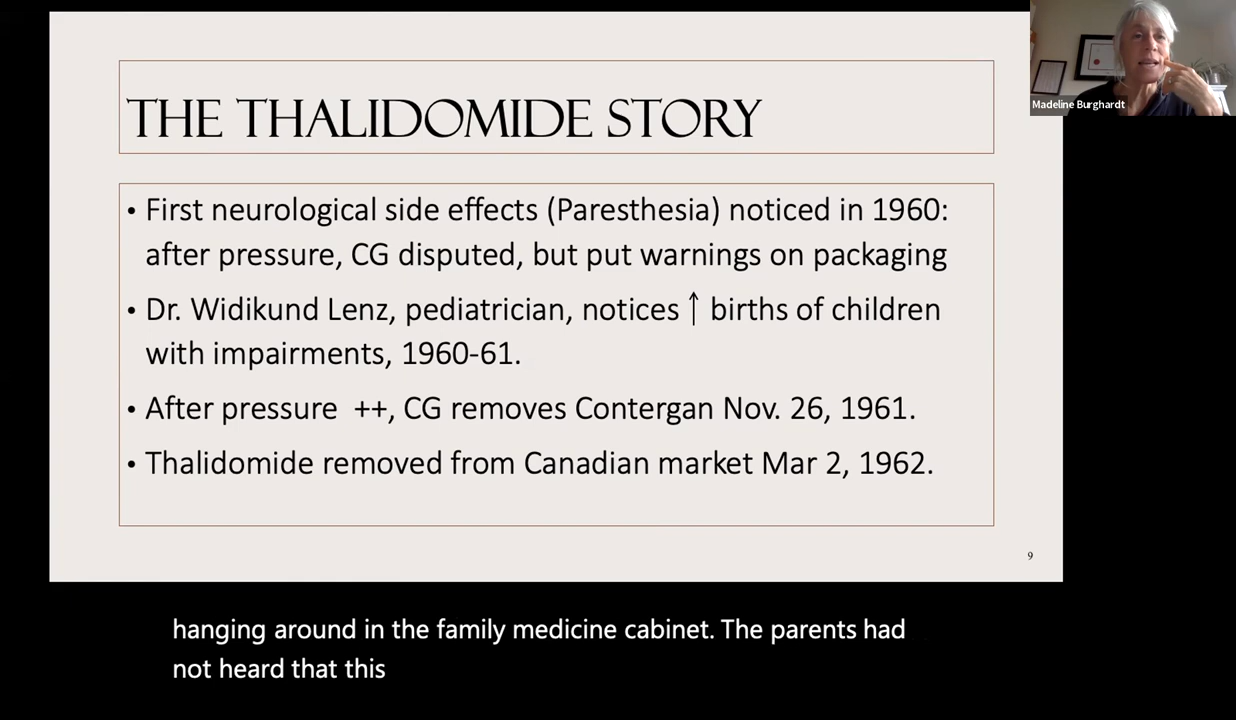 THE THALIDOMIDE STORY
Madeline Burghardt
• First neurological side effects (Paresthesia) noticed in 1960:
after pressure, CG disputed, but put warnings on packaging
• Dr. Widikund Lenz, pediatrician, notices ↑ births of children
with impairments, 1960-61.
• After pressure ++, CG removes Contergan Nov. 26, 1961.
• Thalidomide removed from Canadian market Mar 2, 1962.
9
hanging around in the family medicine cabinet. The parents had
not heard that this